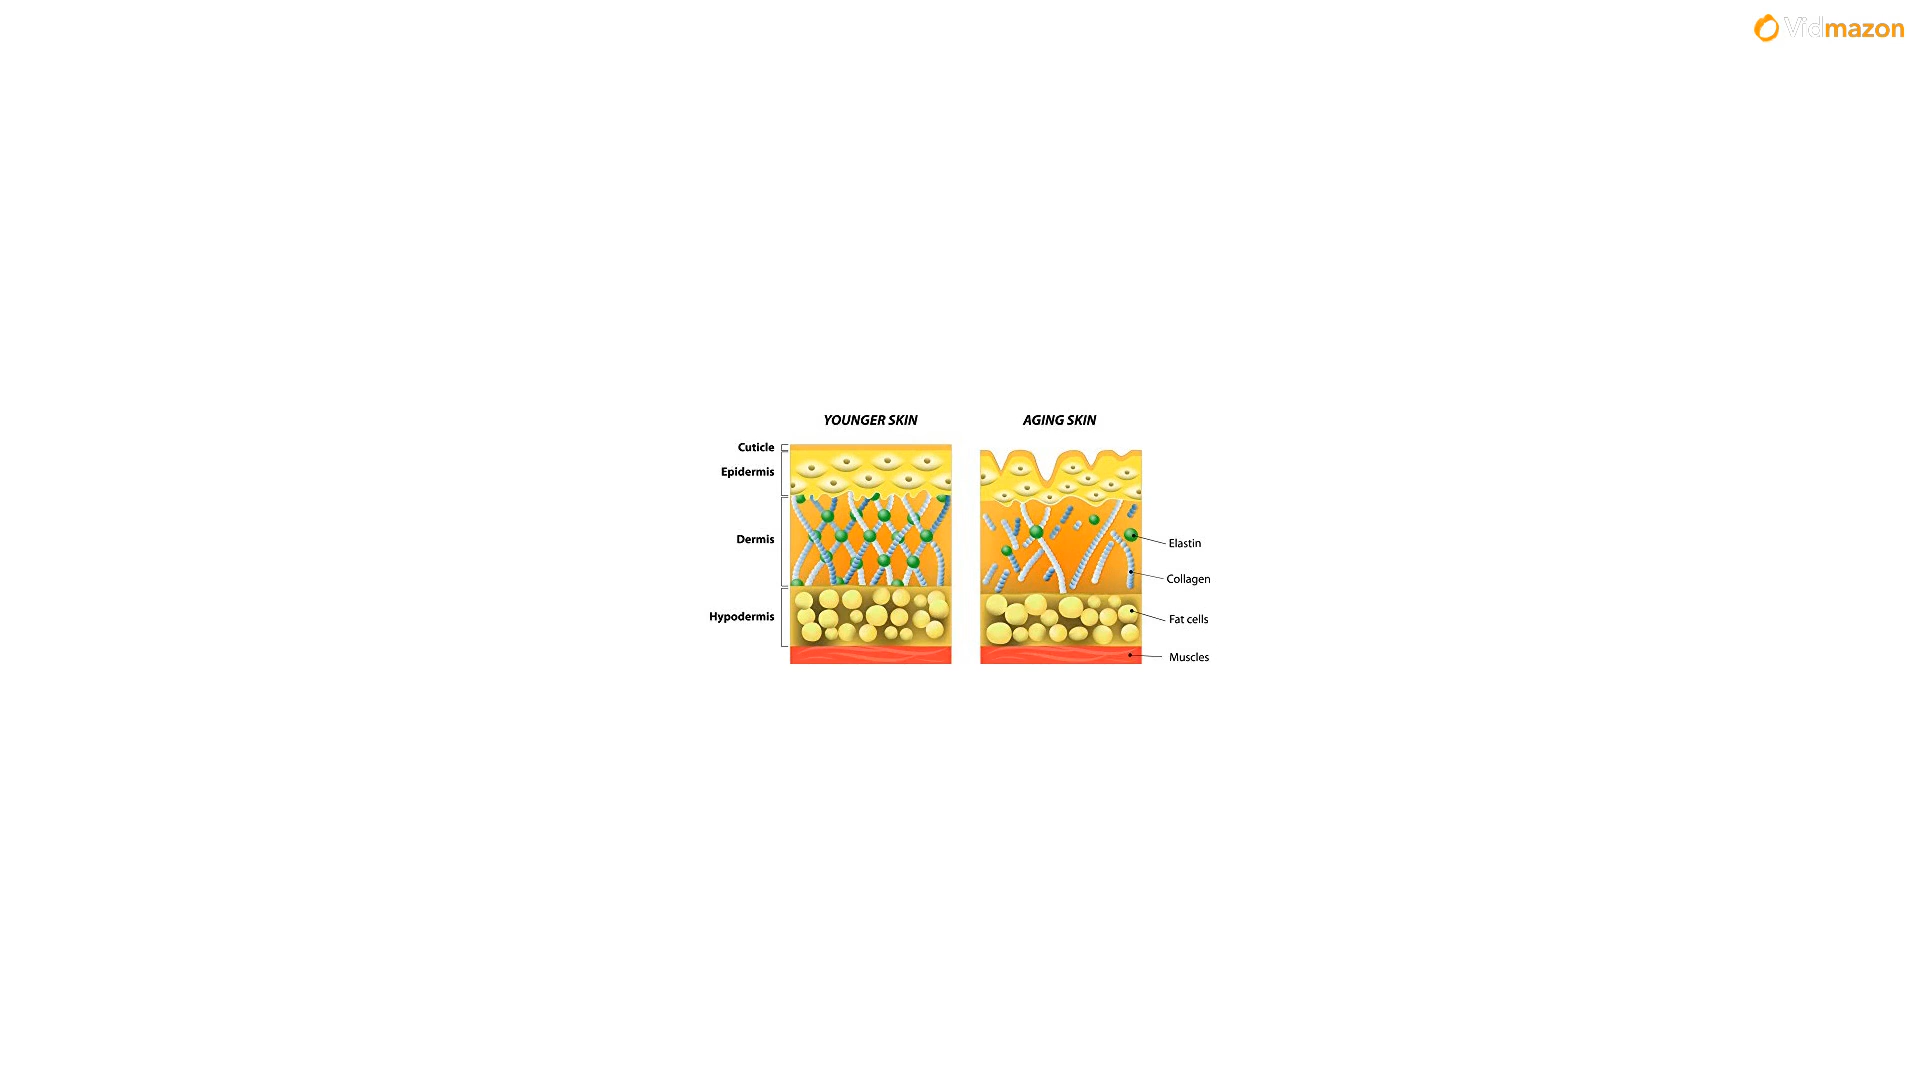 Vidmazon
YOUNGER SKIN
AGING SKIN
Cuticle
Epidermis
Dermis
Hypodermis
Elastin
Collagen
Fat cells
Muscles